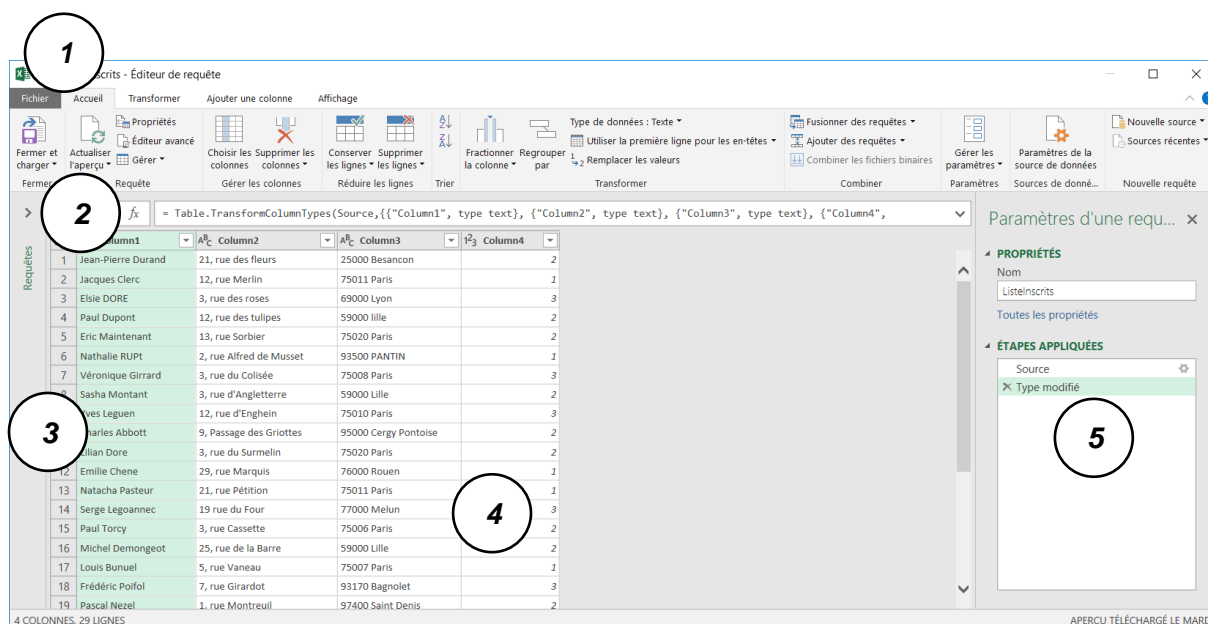 1
crits - Éditeur de requête
Fichier Accueil Transformer Ajouter une colonne Affichage
Fermer et charger
Actualiser l'aperçu
Propriétés
Éditeur avancé
Gérer
Choisir les colonnes
Supprimer les colonnes
Conserver les lignes
Supprimer les lignes
Fractionner la colonne
Regrouper par
Type de données : Texte
Utiliser la première ligne pour les en-têtes
Remplacer les valeurs
Fusionner des requêtes
Ajouter des requêtes
Combiner les fichiers binaires
Gérer les paramètres
Paramètres de la source de données
Nouvelle source
Sources récentes
Fermer Requête Gérer les colonnes Réduire les lignes Trier Transformer Combiner Paramètres Sources de donné... Nouvelle requête
2
fx = Table.TransformColumnTypes(Source,{{"Column1", type text}, {"Column2", type text}, {"Column3", type text}, {"Column4",
Requêtes
olumn1 ABC Column2 ABC Column3 123 Column4
1 Jean-Pierre Durand 21, rue des fleurs 25000 Besancon 2
2 Jacques Clerc 12, rue Merlin 75011 Paris 1
3 Elsie DORE 3, rue des roses 69000 Lyon 3
4 Paul Dupont 12, rue des tulipes 59000 lille 2
5 Eric Maintenant 13, rue Sorbier 75020 Paris 2
6 Nathalie RUPt 2, rue Alfred de Musset 93500 PANTIN 1
7 Véronique Girrard 3, rue du Colisée 75008 Paris 3
8 Sasha Montant 3, rue d'Angletterre 59000 Lille 2
Yves Leguen 12, rue d'Enghein 75010 Paris 3
harles Abbott 9, Passage des Griottes 95000 Cergy Pontoise 2
ilian Dore 3, rue du Surmelin 75020 Paris 2
12 Emilie Chene 29, rue Marquis 76000 Rouen 1
13 Natacha Pasteur 21, rue Pétition 75011 Paris 1
14 Serge Legoannec 19 rue du Four 77000 Melun 3
15 Paul Torcy 3, rue Cassette 75006 Paris 2
16 Michel Demongeot 25, rue de la Barre 59000 Lille 2
17 Louis Bunuel 5, rue Vaneau 75007 Paris 1
18 Frédéric Poifol 7, rue Girardot 93170 Bagnolet 3
19 Pascal Nezel 1, rue Montreuil 97400 Saint Denis 2
3
4
Paramètres d'une requ...
PROPRIÉTÉS
Nom
ListeInscrits
Toutes les propriétés
ÉTAPES APPLIQUÉES
Source
Type modifié
5
4 COLONNES, 29 LIGNES
APERÇU TÉLÉCHARGÉ LE MARD